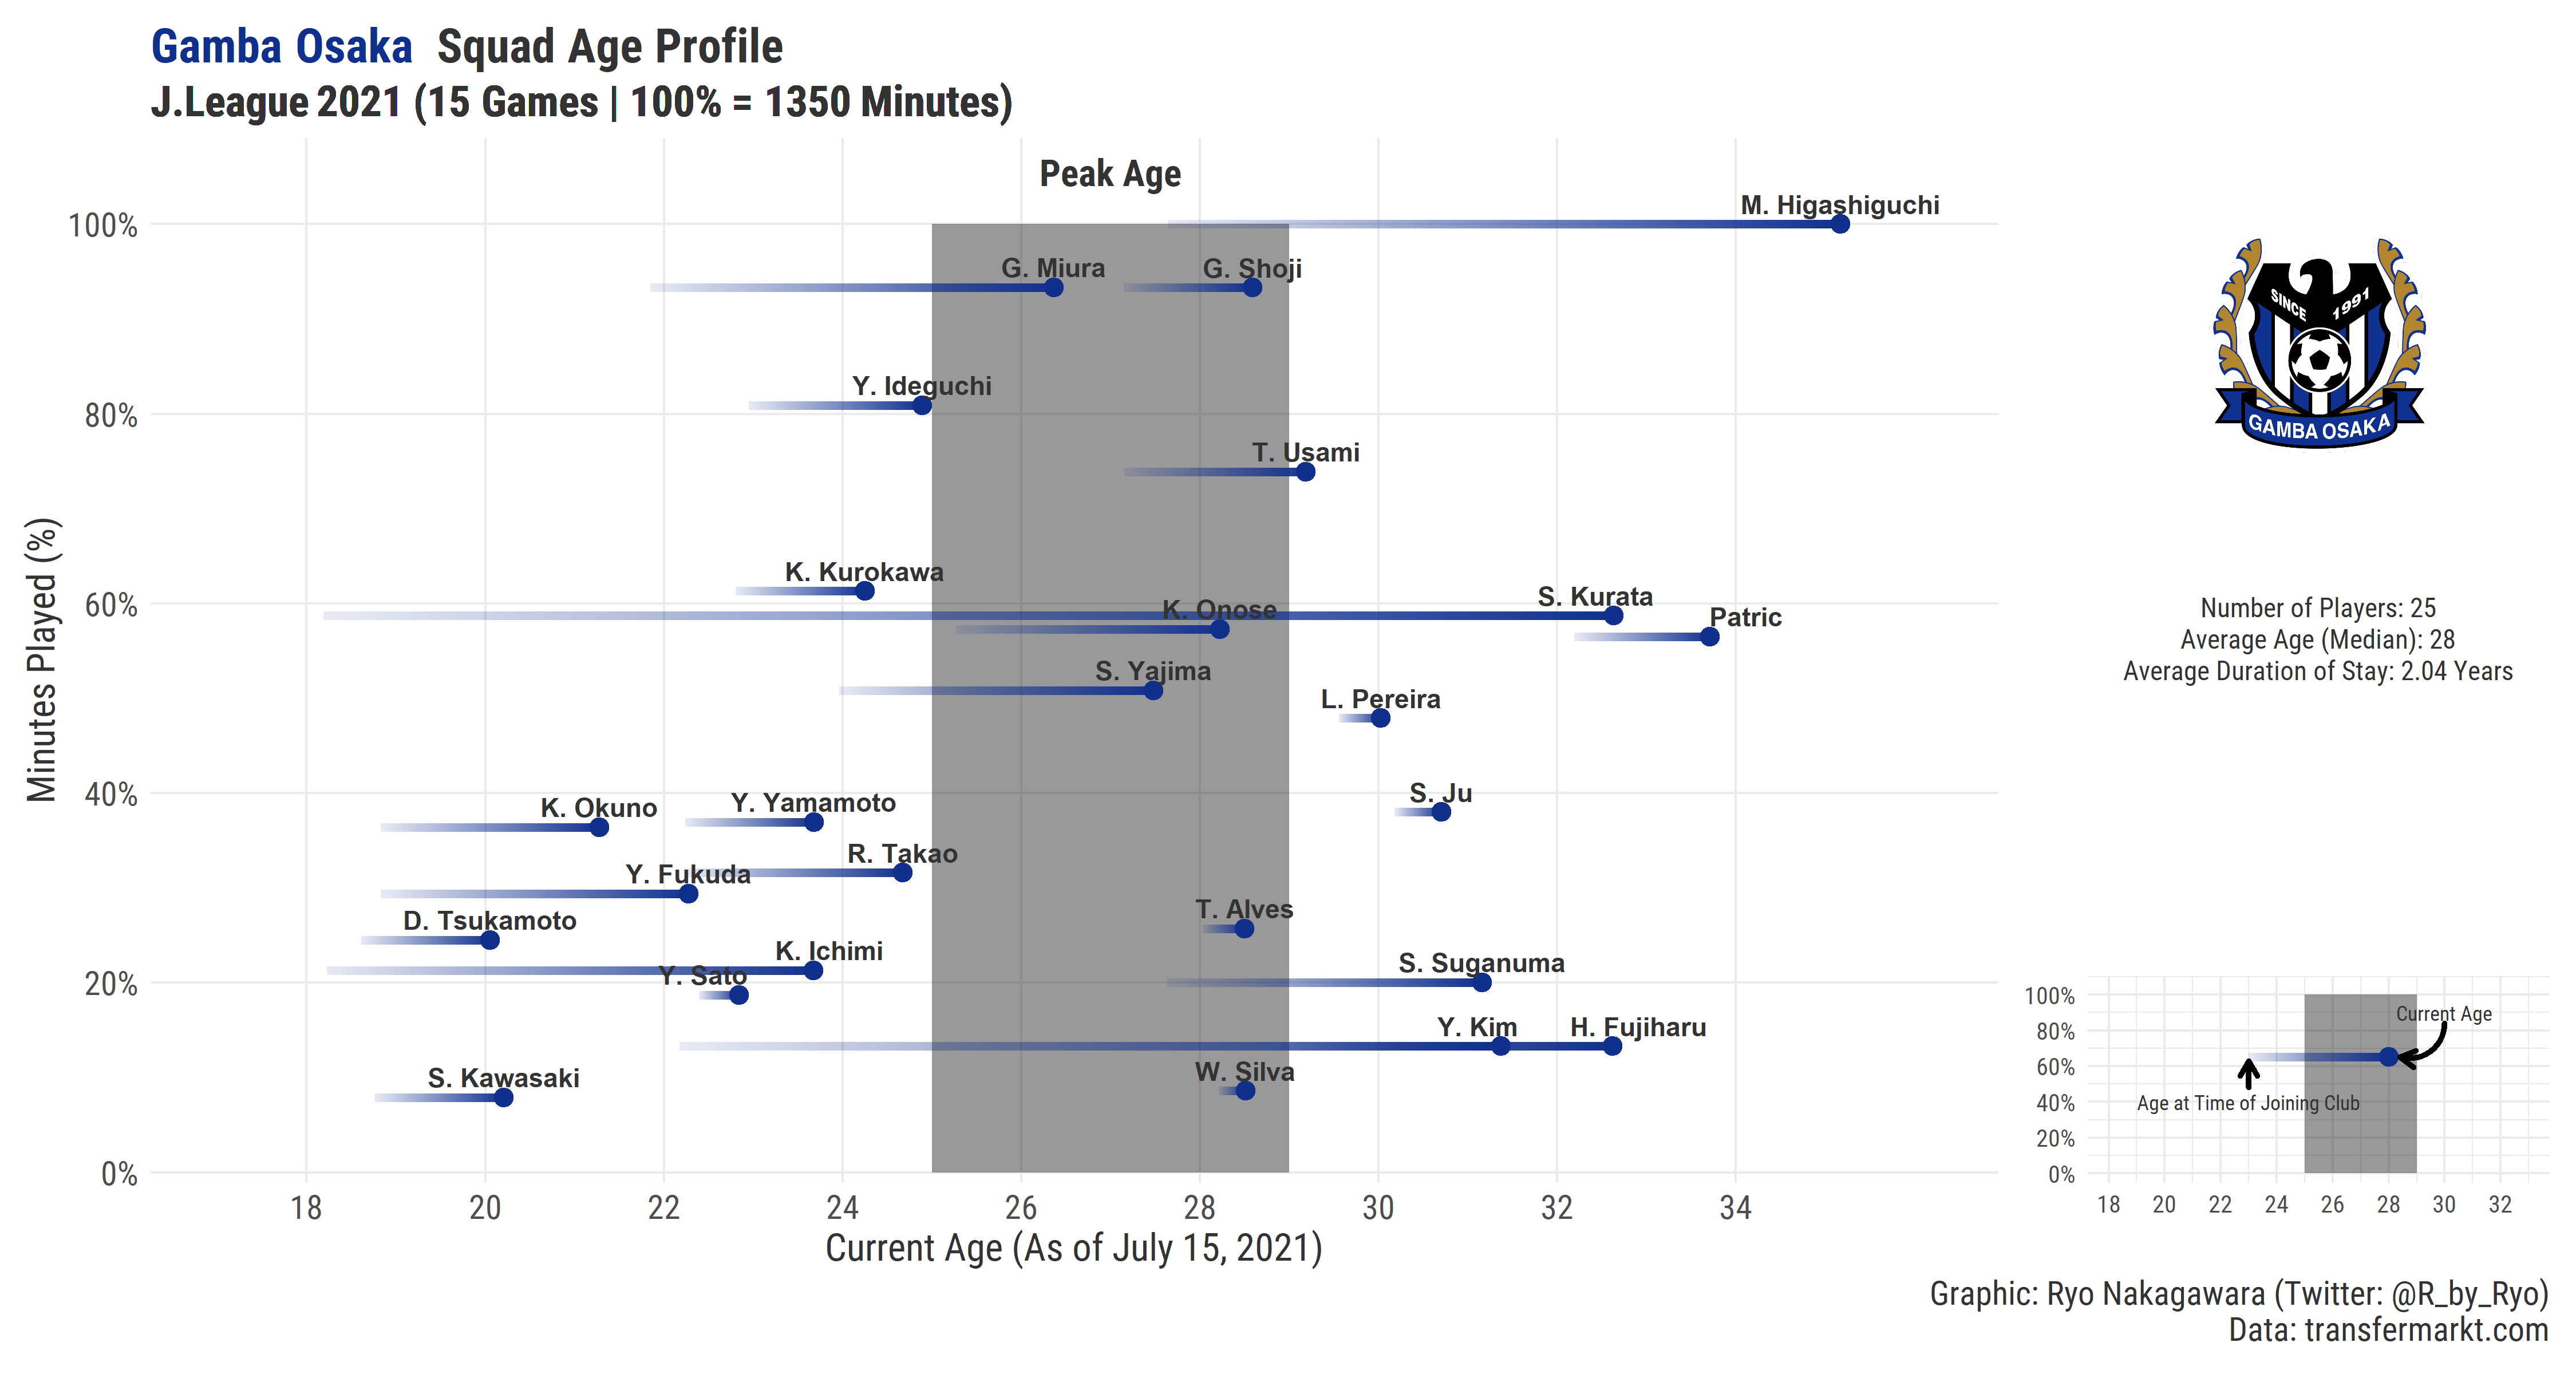 Gamba Osaka Squad Age Profile
J.League 2021 (15 Games | 100% = 1350 Minutes)
Peak Age
M. Higashiguchi
100%
G. Miura
G. Shoji
SINCE 1991
GAMBA OSAKA
Y. Ideguchi
80%
T. Usami
K. Kurokawa
S. Kurata
60%
K. Onose
Patric
S. Yajima
L. Pereira
Number of Players: 25
Average Age (Median): 28
Average Duration of Stay: 2.04 Years
Minutes Played (%)
S. Ju
40%
Y. Yamamoto
K. Okuno
R. Takao
Y. Fukuda
T. Alves
D. Tsukamoto
K. Ichimi
S. Suganuma
Y. Sato
20%
Y. Kim
H. Fujiharu
W. Silva
S. Kawasaki
0%
18 20 22 24 26 28 30 32 34
Current Age (As of July 15, 2021)
100%
80%
60%
40%
20%
0%
Current Age
Age at Time of Joining Club
18 20 22 24 26 28 30 32
Graphic: Ryo Nakagawara (Twitter: @R_by_Ryo)
Data: transfermarkt.com